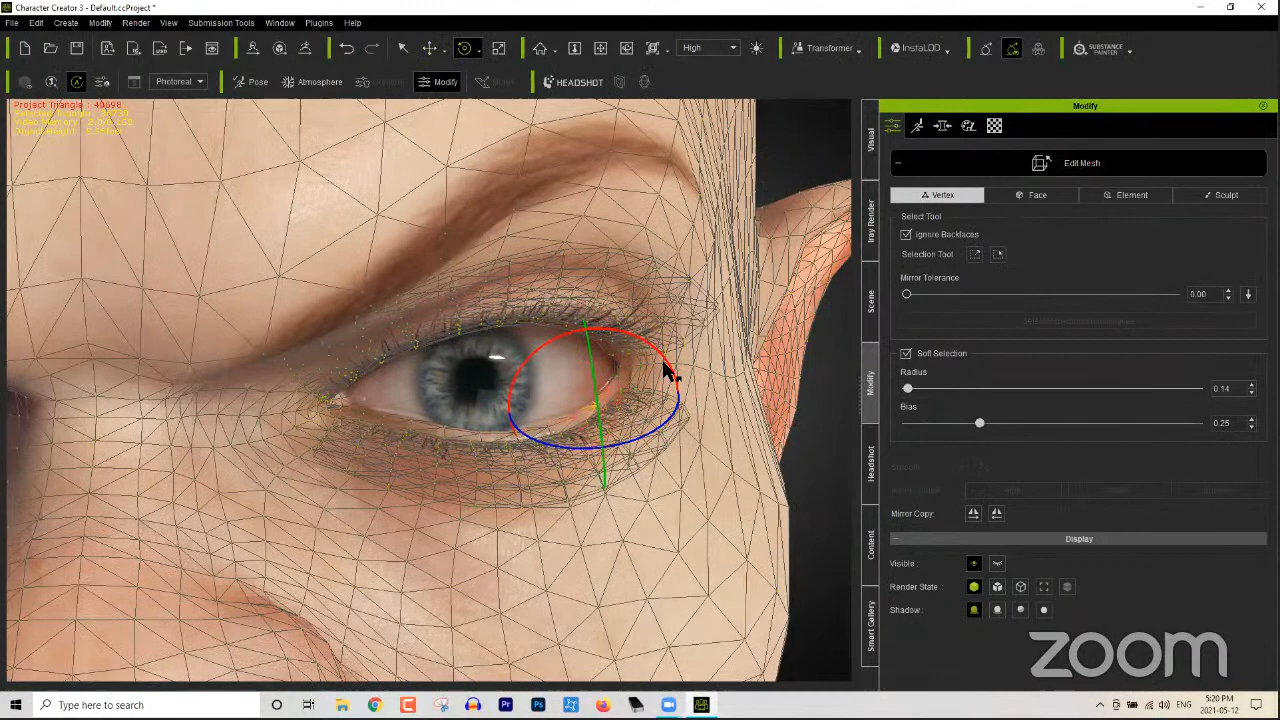 Character Creator 3 - Default.ccProject *
File Edit Create Modify Render View Submission Tools Window Plugins Help
High Transformer InstaLOD SUBSTANCE PAINTER
Photoreal Pose Atmosphere Modify HEADSHOT
Project Triangle : 40698
Modify
Edit Mesh
Vertex Face Element Sculpt
Select Tool
Ignore Backfaces
Selection Tool
Mirror Tolerance
0.00
Soft Selection
Radius
0.14
Bias
0.25
Smooth
Mirror Copy:
Display
Visible :
Render State :
Shadow :
Visual
Iray Render
Scene
Modify
Headshot
Content
Smart Gallery
zoom
Type here to search
ENG
5:20 PM
2021-05-12